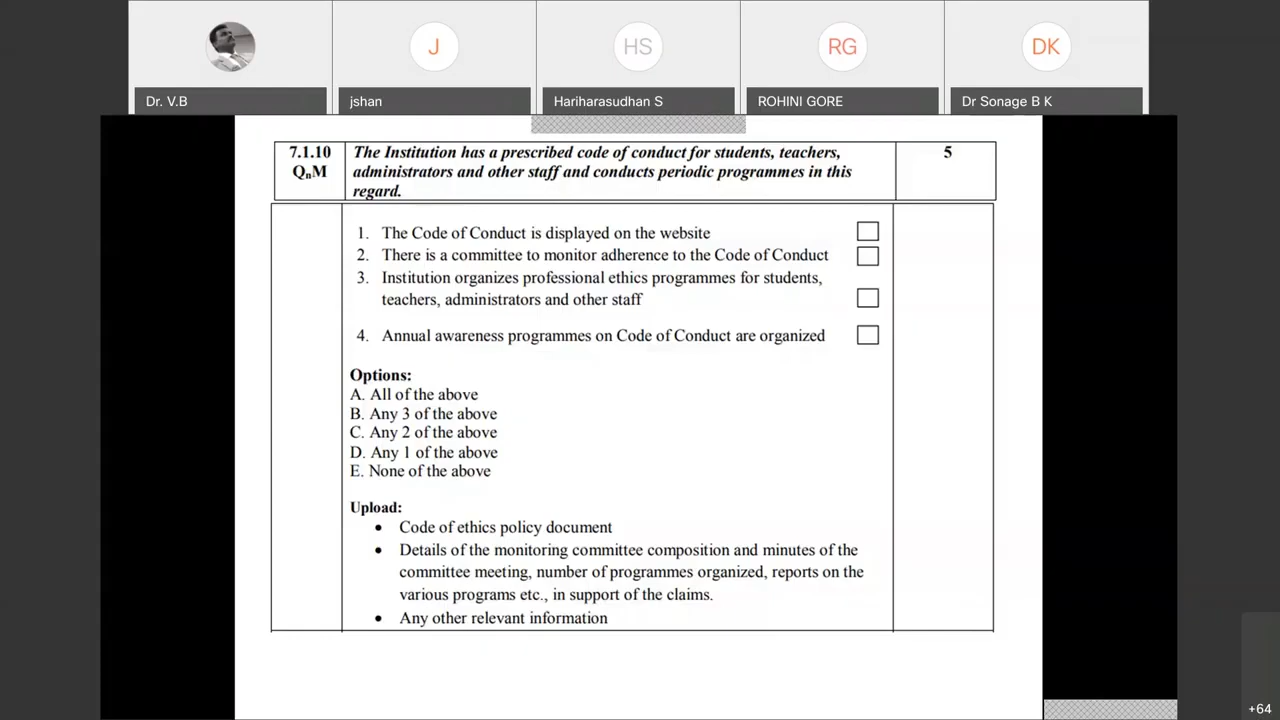 J
HS
RG
DK
Dr. V.B
jshan
Hariharasudhan S
ROHINI GORE
Dr Sonage B K
7.1.10
QnM
The Institution has a prescribed code of conduct for students, teachers,
administrators and other staff and conducts periodic programmes in this
regard.
5
1. The Code of Conduct is displayed on the website
2. There is a committee to monitor adherence to the Code of Conduct
3. Institution organizes professional ethics programmes for students,
teachers, administrators and other staff
4. Annual awareness programmes on Code of Conduct are organized
Options:
A. All of the above
B. Any 3 of the above
C. Any 2 of the above
D. Any 1 of the above
E. None of the above
Upload:
• Code of ethics policy document
• Details of the monitoring committee composition and minutes of the
committee meeting, number of programmes organized, reports on the
various programs etc., in support of the claims.
• Any other relevant information
+64